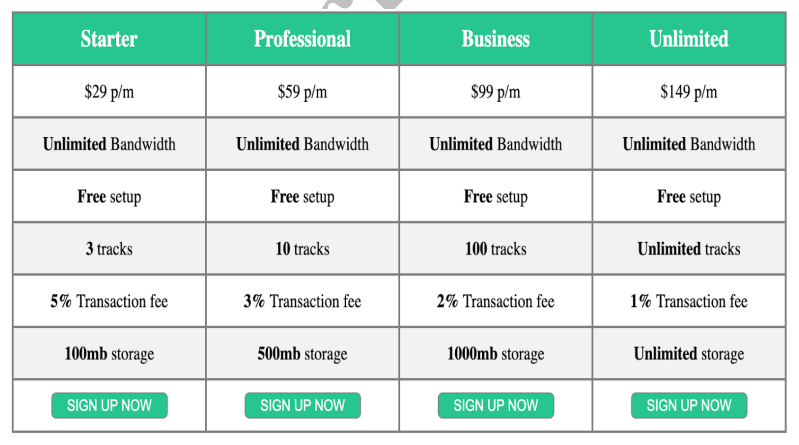 Starter Professional Business Unlimited
$29 p/m $59 p/m $99 p/m $149 p/m
Unlimited Bandwidth Unlimited Bandwidth Unlimited Bandwidth Unlimited Bandwidth
Free setup Free setup Free setup Free setup
3 tracks 10 tracks 100 tracks Unlimited tracks
5% Transaction fee 3% Transaction fee 2% Transaction fee 1% Transaction fee
100mb storage 500mb storage 1000mb storage Unlimited storage
SIGN UP NOW SIGN UP NOW SIGN UP NOW SIGN UP NOW